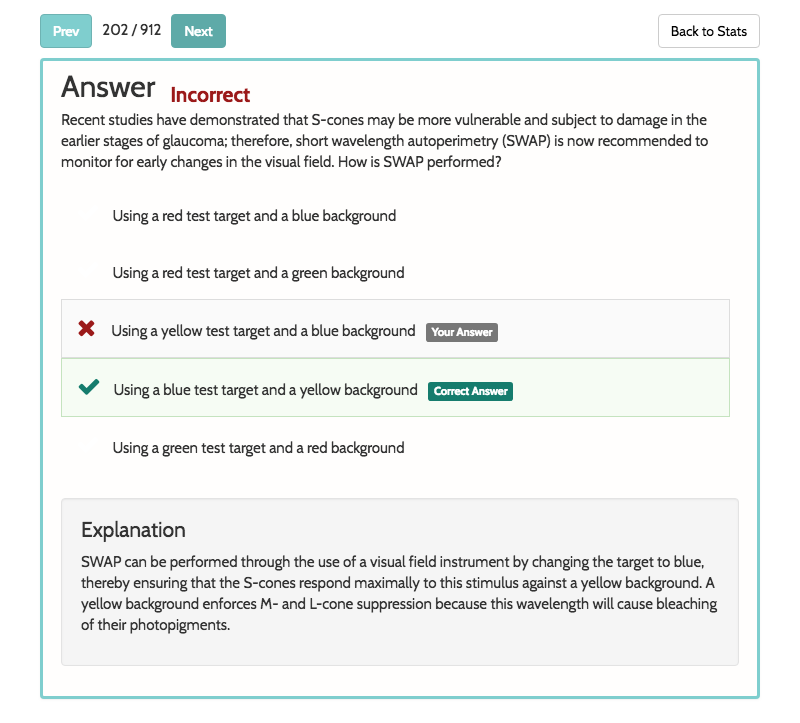 Prev 202 / 912 Next Back to Stats
Answer Incorrect
Recent studies have demonstrated that S-cones may be more vulnerable and subject to damage in the
earlier stages of glaucoma; therefore, short wavelength autoperimetry (SWAP) is now recommended to
monitor for early changes in the visual field. How is SWAP performed?
Using a red test target and a blue background
Using a red test target and a green background
Using a yellow test target and a blue background Your Answer
Using a blue test target and a yellow background Correct Answer
Using a green test target and a red background
Explanation
SWAP can be performed through the use of a visual field instrument by changing the target to blue,
thereby ensuring that the S-cones respond maximally to this stimulus against a yellow background. A
yellow background enforces M- and L-cone suppression because this wavelength will cause bleaching
of their photopigments.